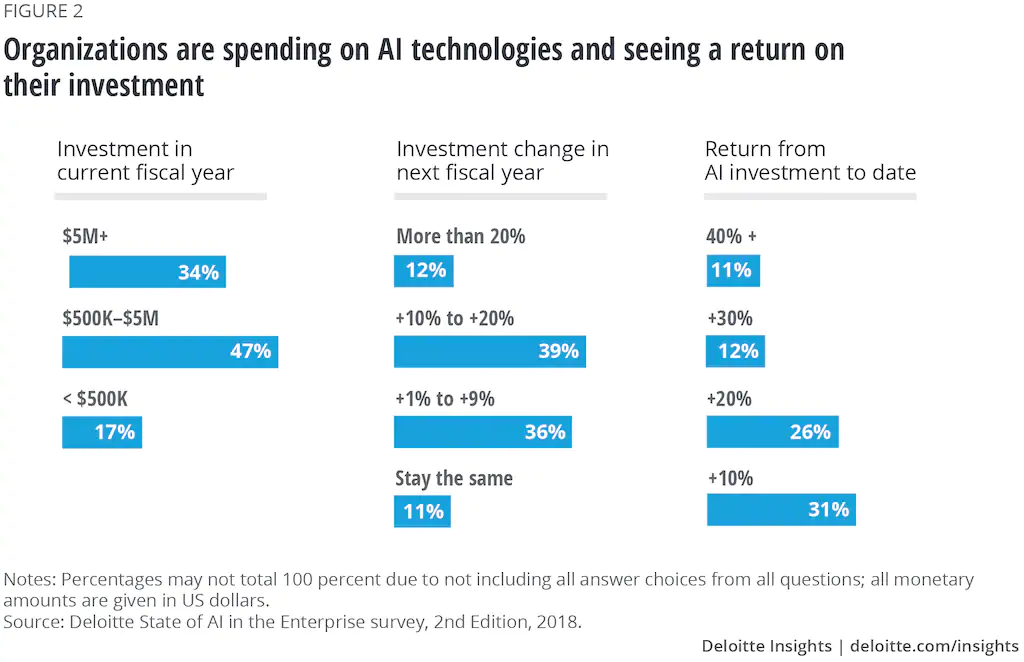 FIGURE 2
Organizations are spending on AI technologies and seeing a return on
their investment
Investment in
current fiscal year
$5M+
34%
$500K–$5M
47%
< $500K
17%
Investment change in
next fiscal year
More than 20%
12%
+10% to +20%
39%
+1% to +9%
36%
Stay the same
11%
Return from
AI investment to date
40% +
11%
+30%
12%
+20%
26%
+10%
31%
Notes: Percentages may not total 100 percent due to not including all answer choices from all questions; all monetary
amounts are given in US dollars.
Source: Deloitte State of AI in the Enterprise survey, 2nd Edition, 2018.
Deloitte Insights | deloitte.com/insights